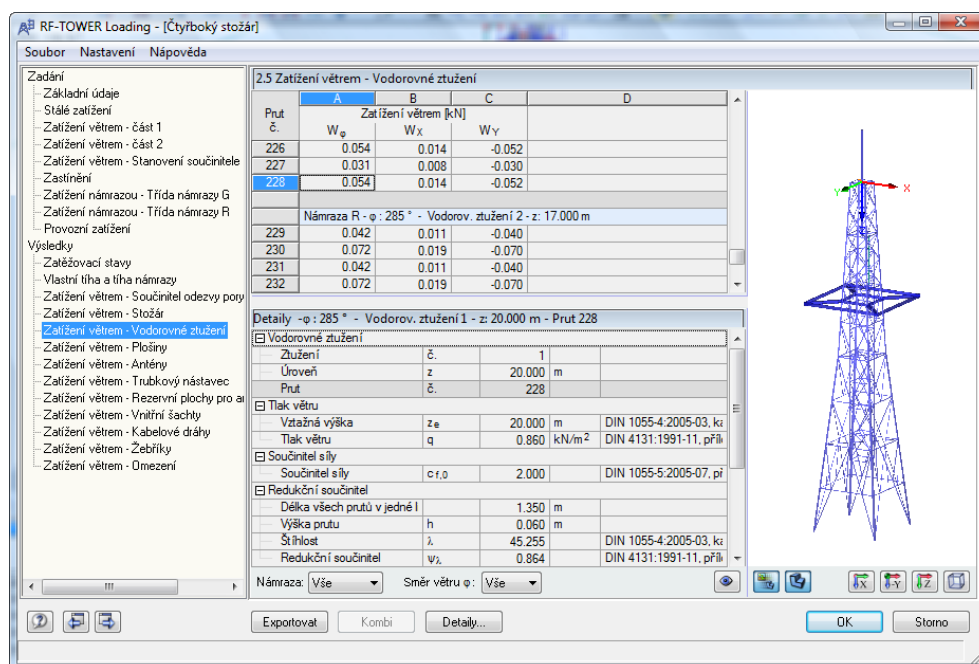 RF-TOWER Loading - [Čtyřboký stožár]
Soubor Nastavení Nápověda
Zadání
Základní údaje
Stálé zatížení
Zatížení větrem - část 1
Zatížení větrem - část 2
Zatížení větrem - Stanovení součinitele
Zastínění
Zatížení námrazou - Třída námrazy G
Zatížení námrazou - Třída námrazy R
Provozní zatížení
Výsledky
Zatěžovací stavy
Vlastní tíha a tíha námrazy
Zatížení větrem - Součinitel odezvy pory
Zatížení větrem - Stožár
Zatížení větrem - Vodorovné ztužení
Zatížení větrem - Plošiny
Zatížení větrem - Antény
Zatížení větrem - Trubkový nástavec
Zatížení větrem - Rezervní plochy pro a
Zatížení větrem - Vnitřní šachty
Zatížení větrem - Kabelové dráhy
Zatížení větrem - Žebříky
Zatížení větrem - Omezení
2.5 Zatížení větrem - Vodorovné ztužení
A B C D
Prut Zatížení větrem [kN]
č. Wφ WX WY
226 0.054 0.014 -0.052
227 0.031 0.008 -0.030
228 0.054 0.014 -0.052
Námraza R - φ : 285 ° - Vodorov. ztužení 2 - z: 17.000 m
229 0.042 0.011 -0.040
230 0.072 0.019 -0.070
231 0.042 0.011 -0.040
232 0.072 0.019 -0.070
Detaily -φ : 285 ° - Vodorov. ztužení 1 - z: 20.000 m - Prut 228
Vodorovné ztužení
Ztužení č. 1
Úroveň z 20.000 m
Prut č. 228
Tlak větru
Vztažná výška ze 20.000 m DIN 1055-4:2005-03, ka
Tlak větru q 0.860 kN/m² DIN 4131:1991-11, příl
Součinitel síly
Součinitel síly cf,0 2.000 DIN 1055-5:2005-07, př
Redukční součinitel
Délka všech prutů v jedné l 1.350 m
Výška prutu h 0.060 m
Štíhlost λ 45.255 DIN 1055-4:2005-03, ka
Redukční součinitel ψλ 0.864 DIN 4131:1991-11, příl
Námraza: Vše Směr větru φ : Vše
X Y Z
X -Y Z
Exportovat Kombi Detaily... OK Storno